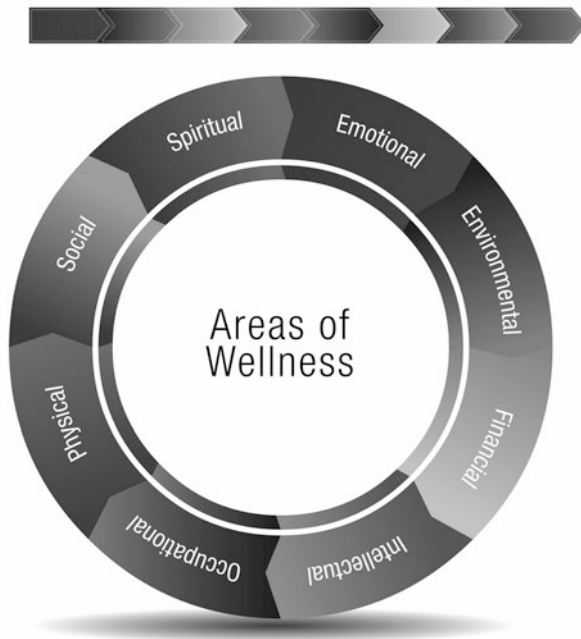 Spiritual
Emotional
Environmental
Financial
Intellectual
Occupational
Physical
Social
Areas of
Wellness